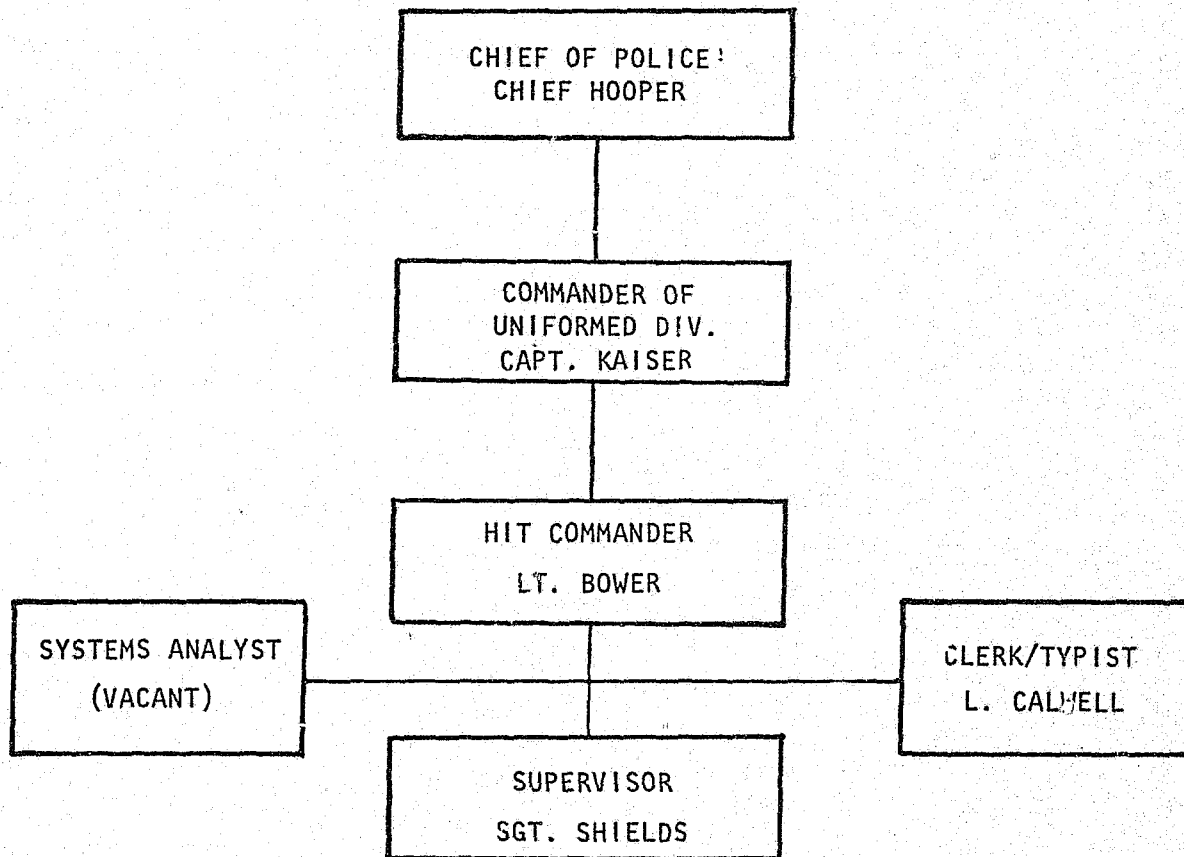 CHIEF OF POLICE:
CHIEF HOOPER
COMMANDER OF
UNIFORMED DIV.
CAPT. KAISER
HIT COMMANDER
LT. BOWER
SYSTEMS ANALYST
(VACANT)
CLERK/TYPIST
L.
SUPERVISOR
SGT. SHIELDS